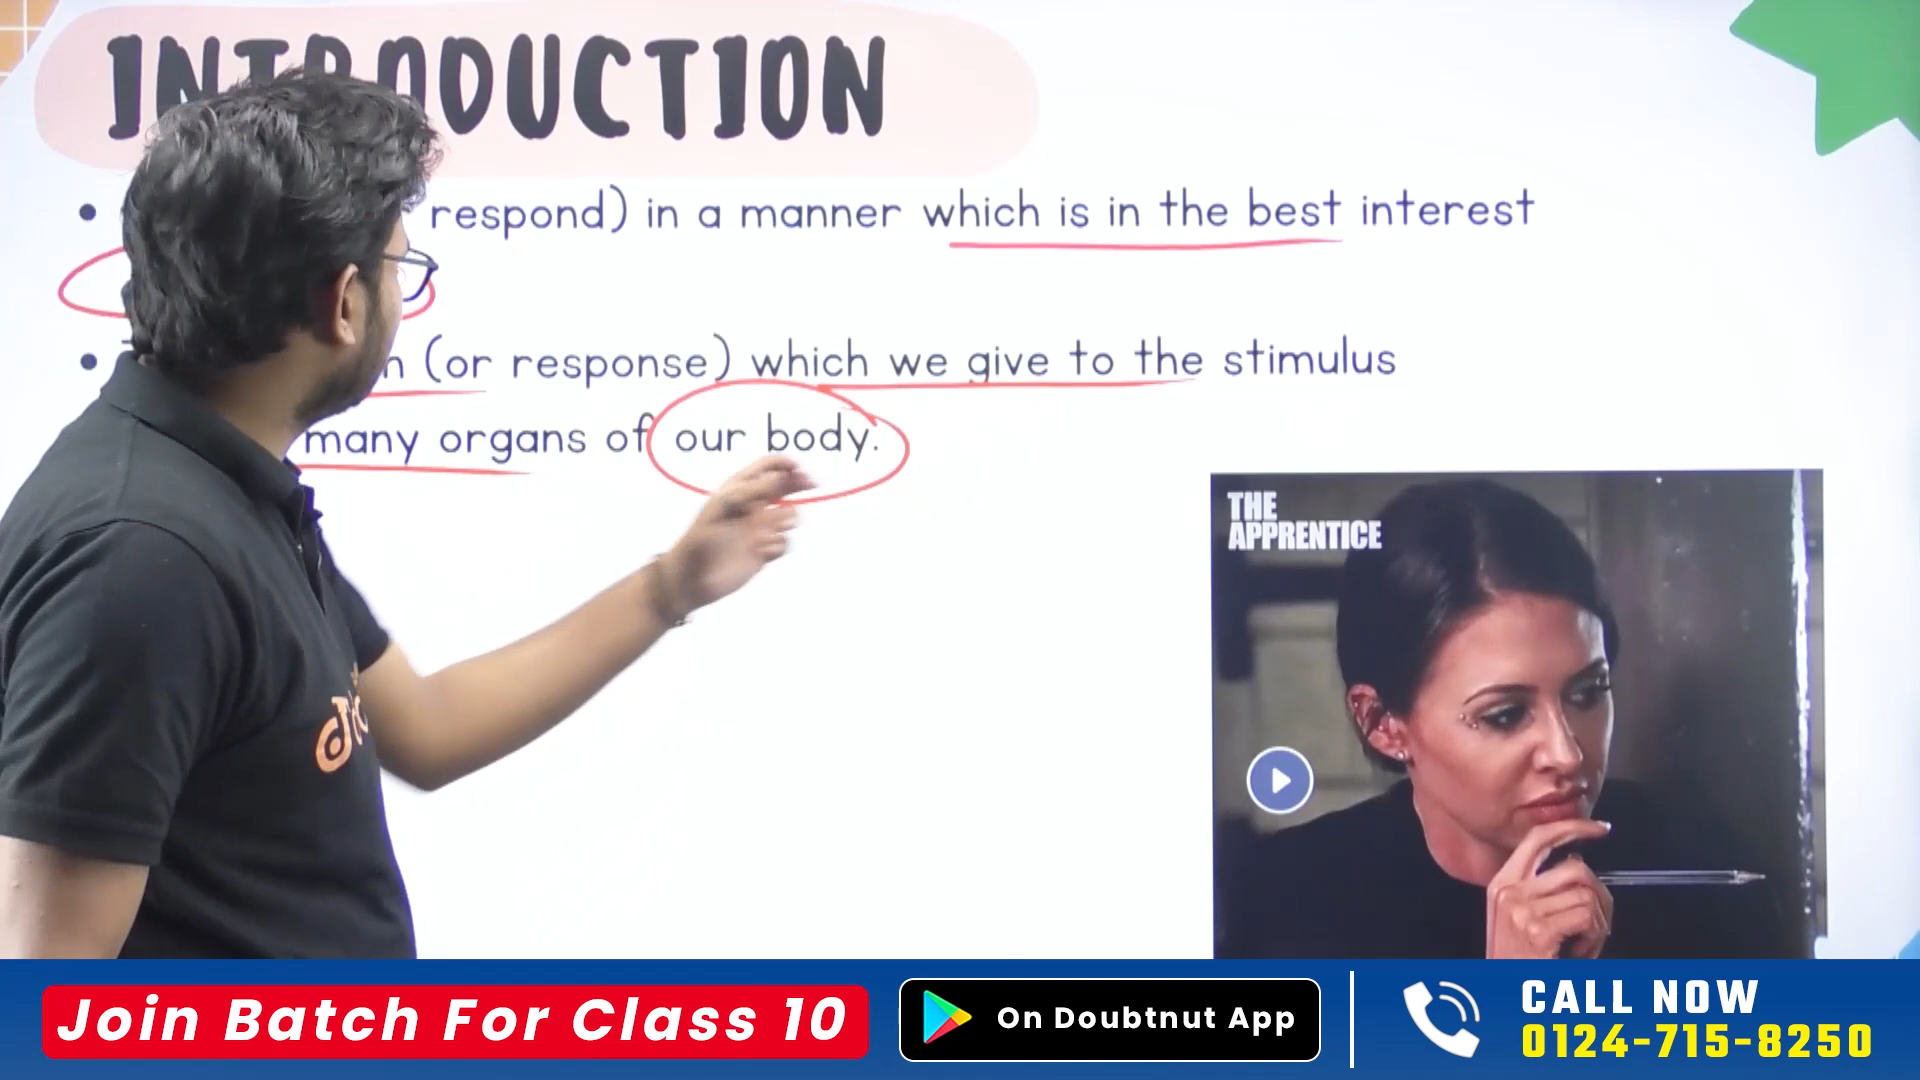 INTRODUCTION
• respond) in a manner which is in the best interest
• (or response) which we give to the stimulus
many organs of our body.
THE
APPRENTICE
Join Batch For Class 10
On Doubtnut App
CALL NOW
0124-715-8250